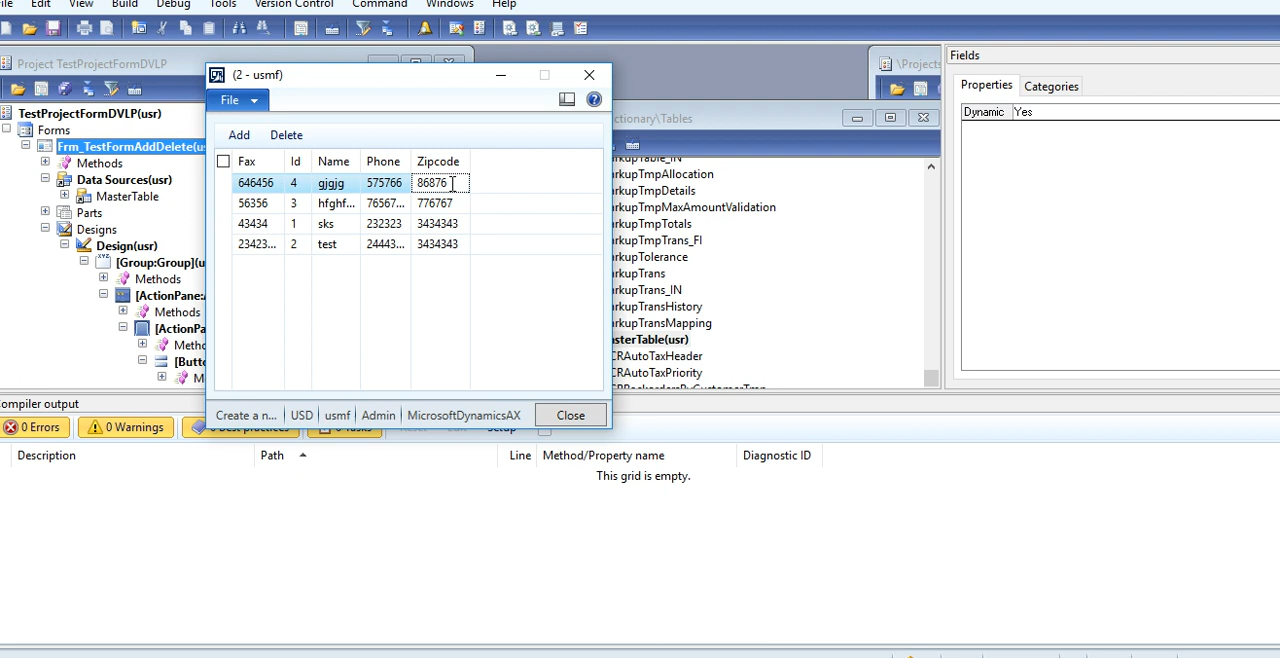 Edit View Build Debug Tools Version Control Command Windows Help
Project TestProjectFormDVLP
TestProjectFormDVLP(usr)
Forms
Frm_TestFormAddDelete(u
Methods
Data Sources(usr)
MasterTable
Parts
Designs
Design(usr)
[Group:Group](u
Methods
[ActionPane:
Methods
[ActionPa
Metho
[Butto
M
(2 - usmf)
File
Add Delete
Fax Id Name Phone Zipcode
646456 4 gjgjg 575766 86876
56356 3 hfghf... 76567... 776767
43434 1 sks 232323 3434343
23423... 2 test 24443... 3434343
Create a n... USD usmf Admin MicrosoftDynamicsAX Close
ctionary\Tables
rkupTmpAllocation
rkupTmpDetails
rkupTmpMaxAmountValidation
rkupTmpTotals
rkupTmpTrans_FI
rkupTolerance
rkupTrans
rkupTrans_IN
rkupTransHistory
rkupTransMapping
sterTable(usr)
CRAutoTaxHeader
CRAutoTaxPriority
\Projects
Fields
Properties Categories
Dynamic Yes
ompiler output
0 Errors 0 Warnings
Description Path Line Method/Property name Diagnostic ID
This grid is empty.